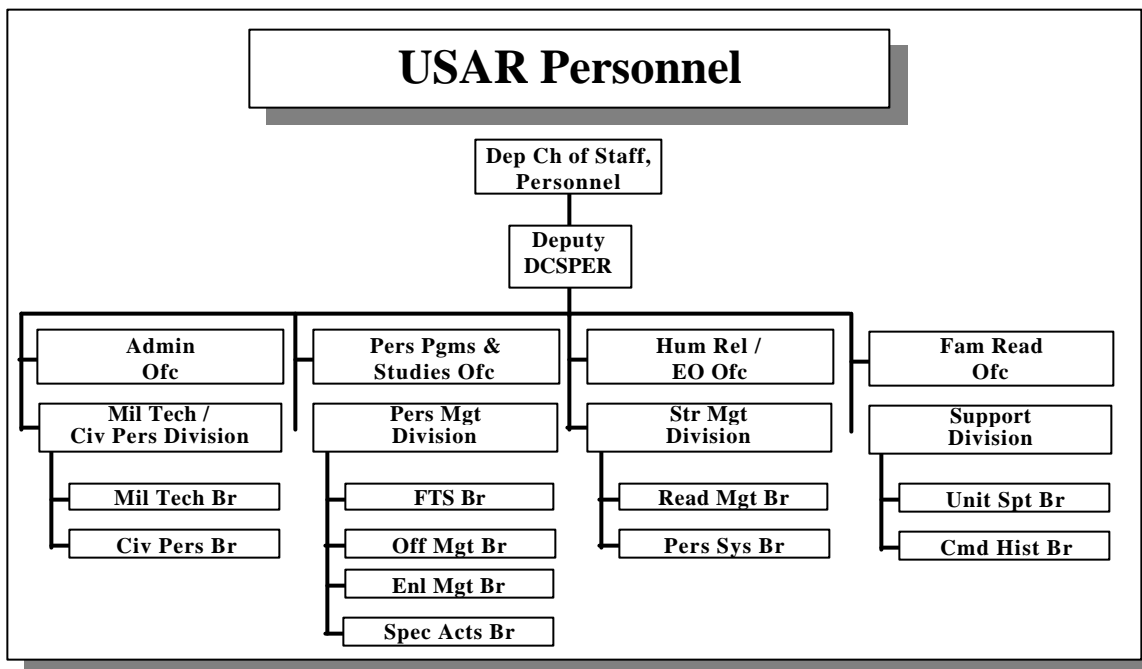 USAR Personnel
Dep Ch of Staff,
Personnel
Deputy
DCSPER
Admin
Ofc
Pers Pgms &
Studies Ofc
Hum Rel /
EO Ofc
Fam Read
Ofc
Mil Tech /
Civ Pers Division
Pers Mgt
Division
Str Mgt
Division
Support
Division
Mil Tech Br
Civ Pers Br
FTS Br
Off Mgt Br
Enl Mgt Br
Spec Acts Br
Read Mgt Br
Pers Sys Br
Unit Spt Br
Cmd Hist Br